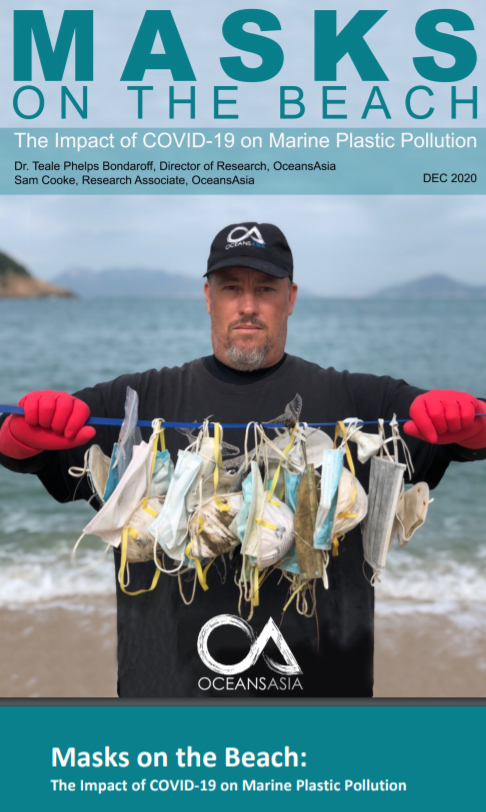 MASKS
ON THE BEACH
The Impact of COVID-19 on Marine Plastic Pollution
Dr. Teale Phelps Bondaroff, Director of Research, OceansAsia
Sam Cooke, Research Associate, OceansAsia
DEC 2020
OCEANSASIA
OCEANSASIA
Masks on the Beach:
The Impact of COVID-19 on Marine Plastic Pollution